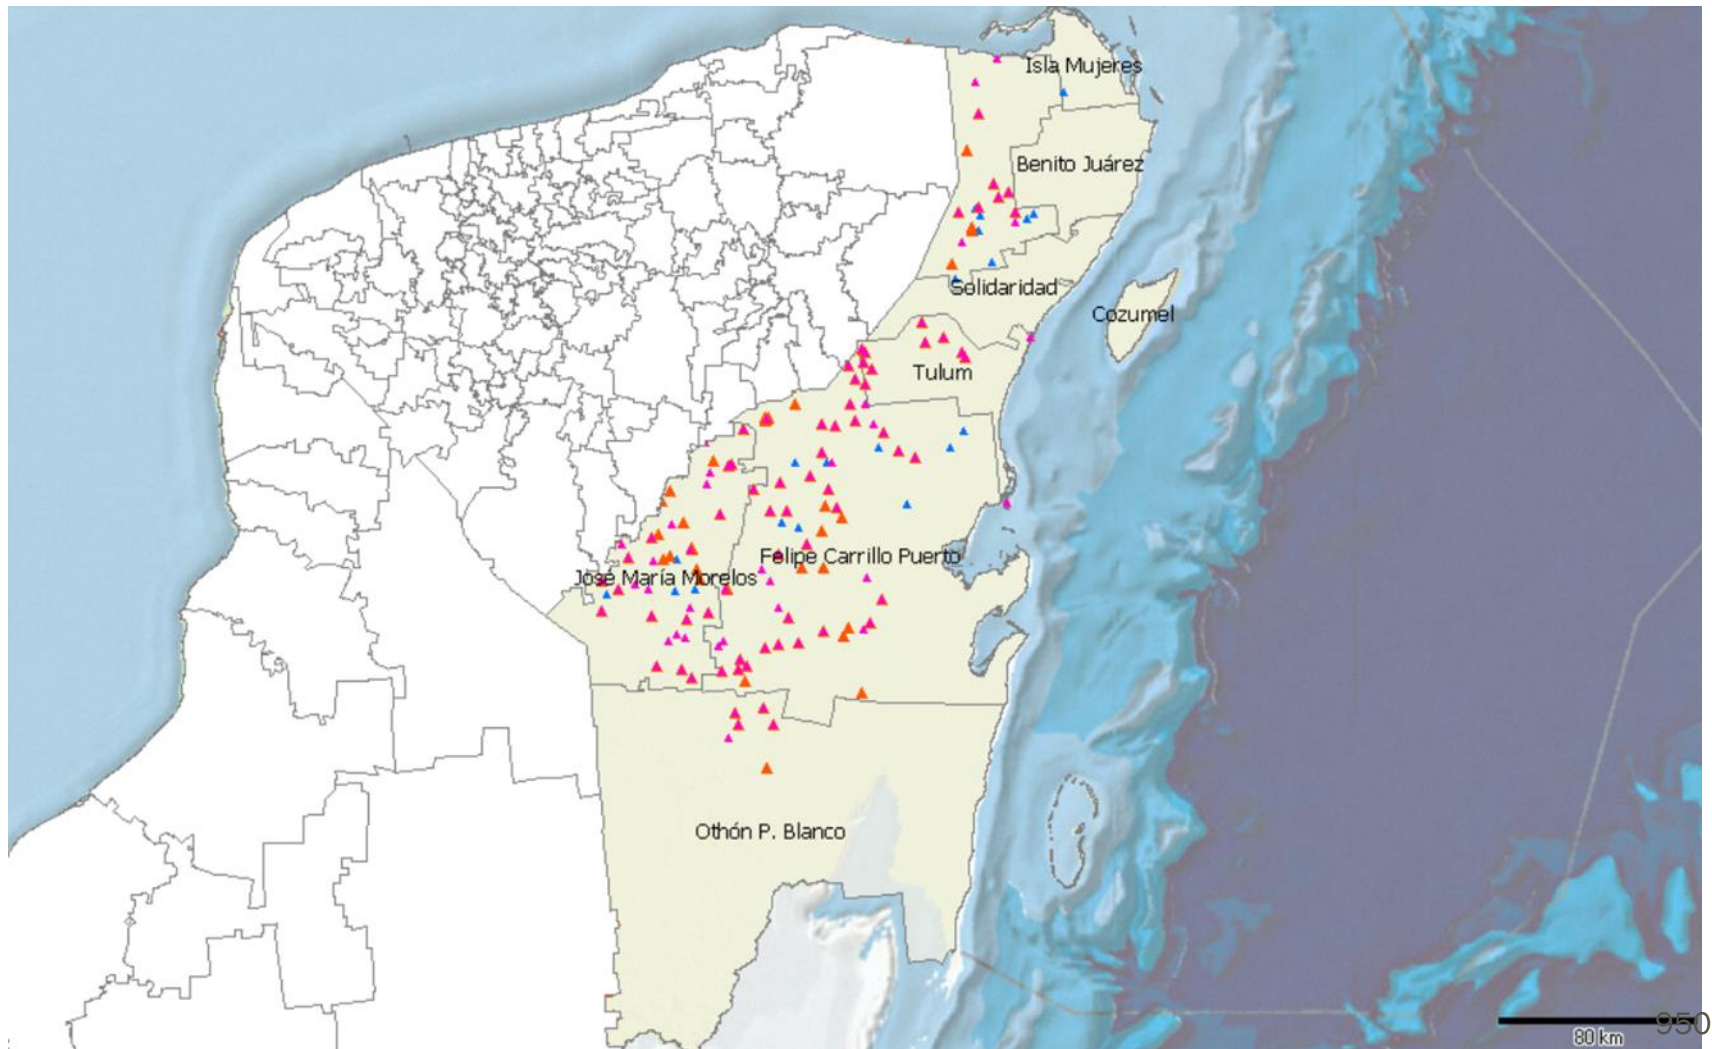 Isla Mujeres
Benito Juárez
Solidaridad
Cozumel
Tulum
Felipe Carrillo Puerto
José María Morelos
Othón P. Blanco
950
80 km